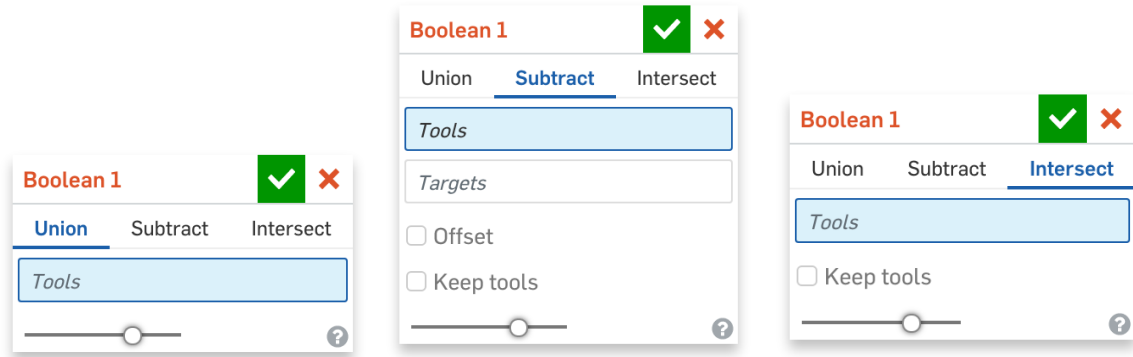 Boolean 1
Union Subtract Intersect
Tools
?
Boolean 1
Union Subtract Intersect
Tools
Targets
Offset
Keep tools
?
Boolean 1
Union Subtract Intersect
Tools
Keep tools
?